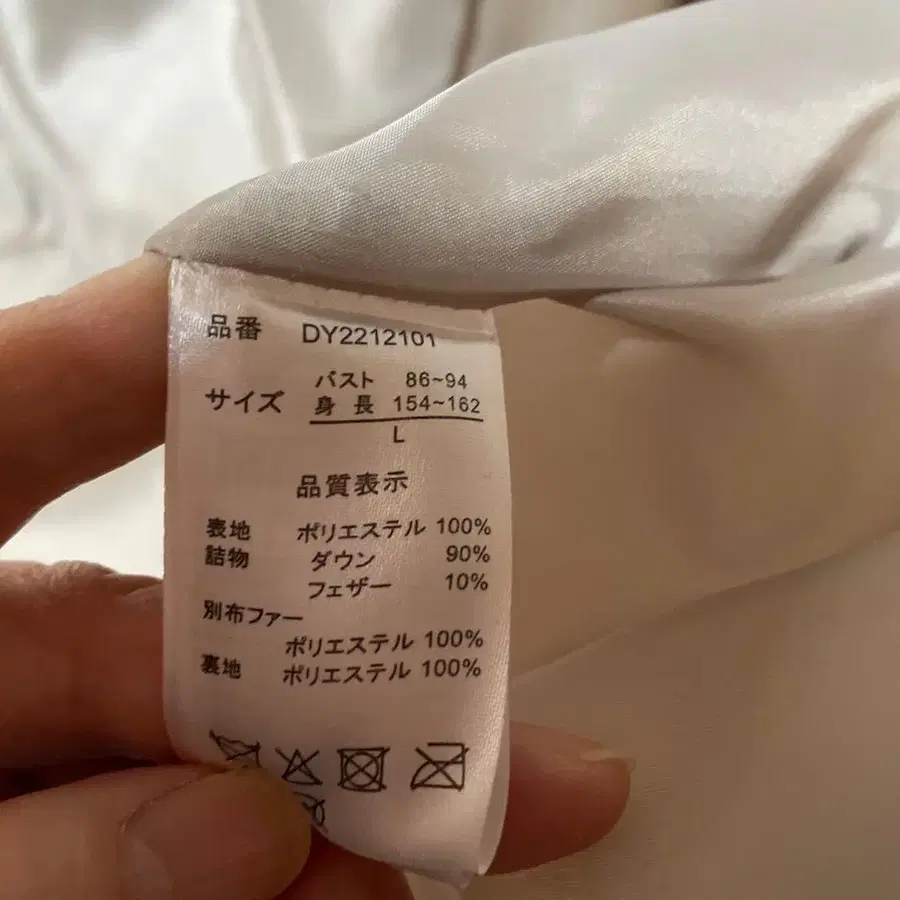 品番 DY2212101
サイズ バスト 86~94
身長 154~162
L
品質表示
表地 ポリエステル 100%
詰物 ダウン 90%
フェザー 10%
別布ファー
ポリエステル 100%
裏地 ポリエステル 100%